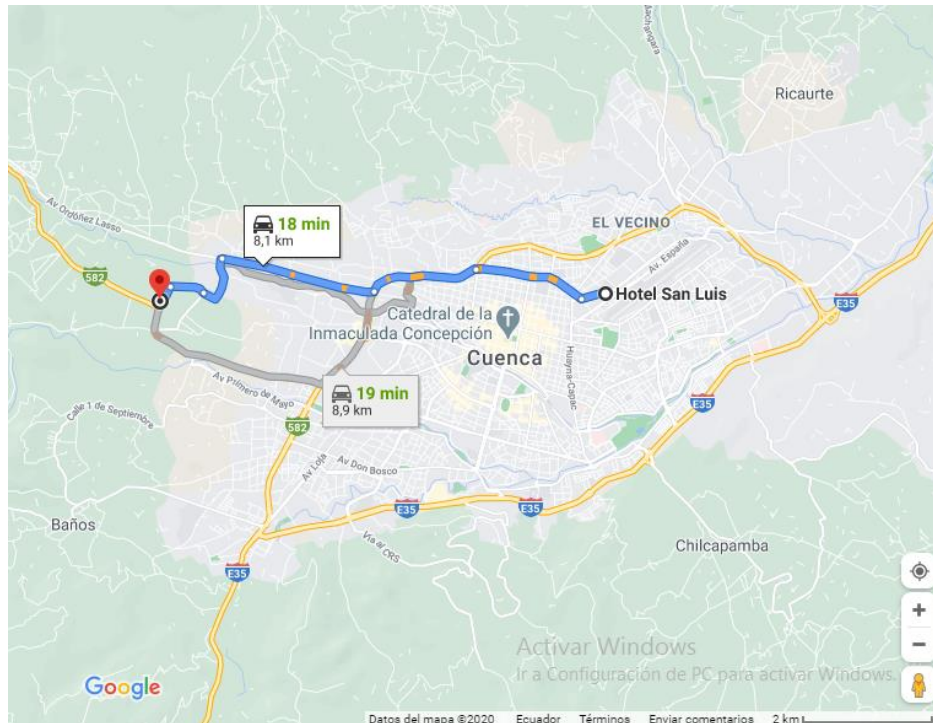 Machangara
Ricaurte
Av Ordóñez Lasso
18 min
8,1 km
EL VECINO
Av. España
582
Hotel San Luis
E35
Catedral de la
Inmaculada Concepción
Cuenca
Huayna-Capac
19 min
8,9 km
Av Primero de Mayo
Calle 1 de Septiembre
582
E35
Av Loja
Av Don Bosco
E35
E35
Baños
Vía al CRS
Chilcapamba
E35
Activar Windows
Ir a Configuración de PC para activar Windows.
Google
Datos del mapa ©2020 Ecuador Términos Enviar comentarios 2 km